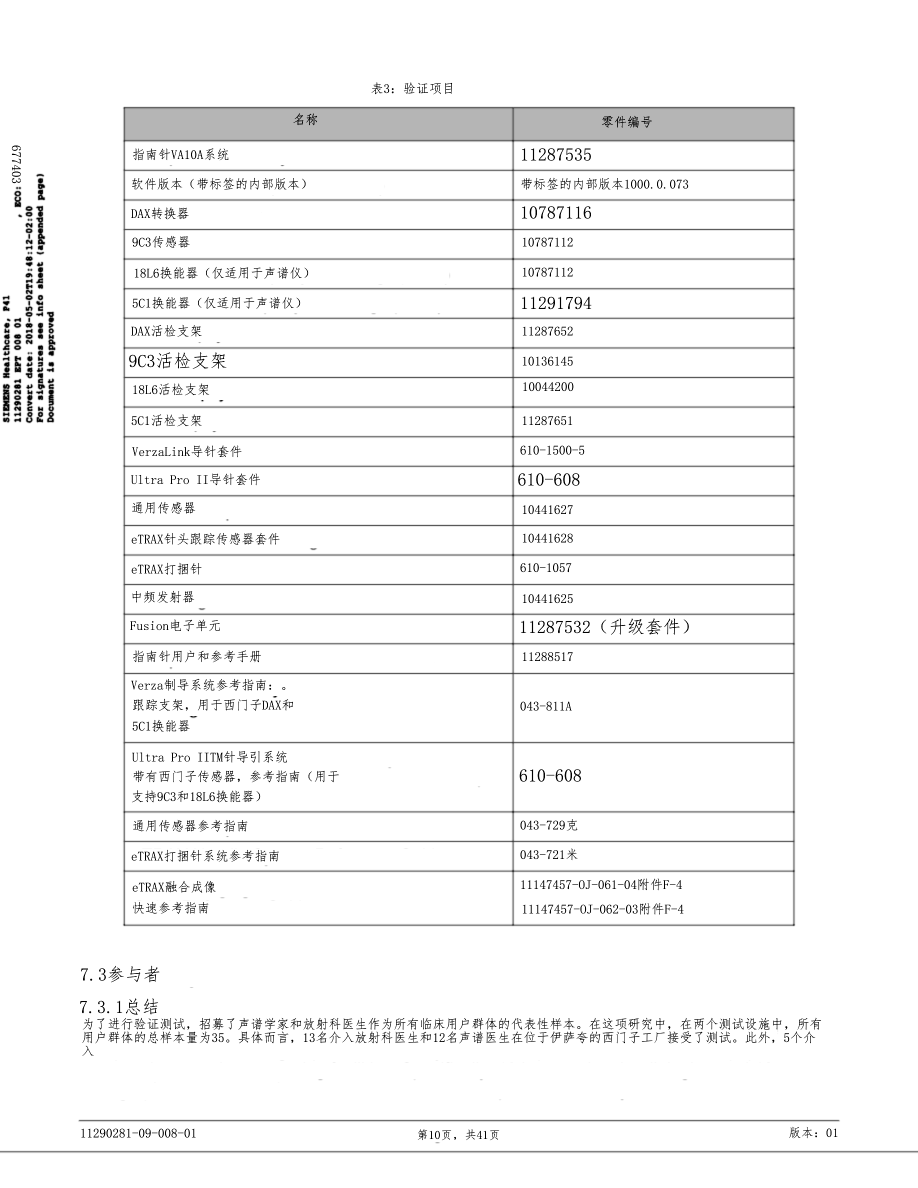 表3：验证项目
名称 零件编号
指南针VA10A系统 11287535
软件版本（带标签的内部版本） 带标签的内部版本1000.0.073
DAX转换器 10787116
9C3传感器 10787112
18L6换能器（仅适用于声谱仪） 10787112
5C1换能器（仅适用于声谱仪） 11291794
DAX活检支架 11287652
9C3活检支架 10136145
18L6活检支架 10044200
5C1活检支架 11287651
VerzaLink导针套件 610-1500-5
Ultra Pro II导针套件 610-608
通用传感器 10441627
eTRAX针头跟踪传感器套件 10441628
eTRAX打捆针 610-1057
中频发射器 10441625
Fusion电子单元 11287532（升级套件）
指南针用户和参考手册 11288517
Verza制导系统参考指南：。
跟踪支架，用于西门子DAX和
5C1换能器
043-811A
Ultra Pro IITM针导引系统
带有西门子传感器，参考指南（用于
支持9C3和18L6换能器）
610-608
通用传感器参考指南 043-729克
eTRAX打捆针系统参考指南 043-721米
eTRAX融合成像 11147457-OJ-061-04附件F-4
快速参考指南 11147457-OJ-062-03附件F-4
7.3参与者
7.3.1总结
为了进行验证测试，招募了声谱学家和放射科医生作为所有临床用户群体的代表性样本。在这项研究中，在两个测试设施中，所有
用户群体的总样本量为35。具体而言，13名介入放射科医生和12名声谱医生在位于伊萨夸的西门子工厂接受了测试。此外，5个介
入
11290281-09-008-01 第10页，共41页 版本：01
SIEMENS Healthcare, P41
11290281 EPT 008 01 , ECO: 677403
Convert date: 2018-05-02T19:48:12-02:00
For signatures see info sheet (appended page)
Document is approved